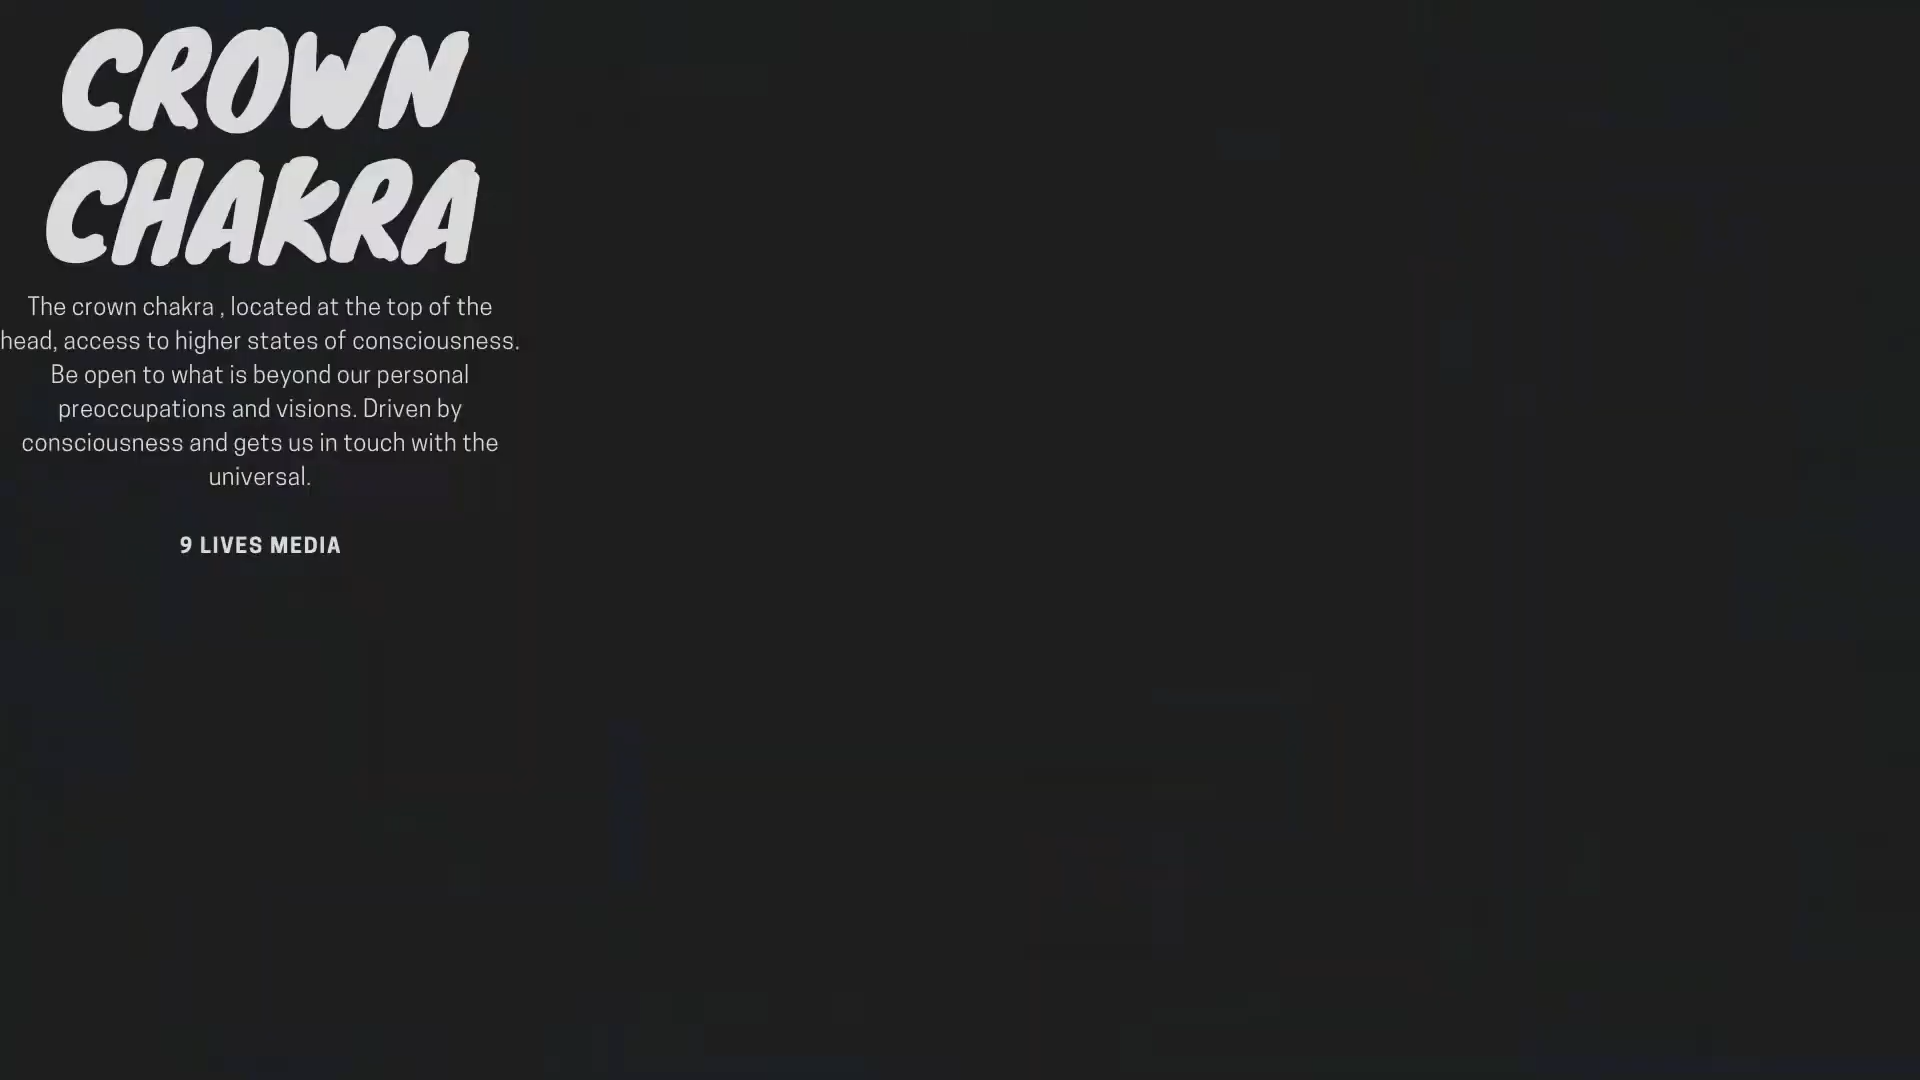 CROWN
CHAKRA
The crown chakra , located at the top of the
head, access to higher states of consciousness.
Be open to what is beyond our personal
preoccupations and visions. Driven by
consciousness and gets us in touch with the
universal.
9 LIVES MEDIA